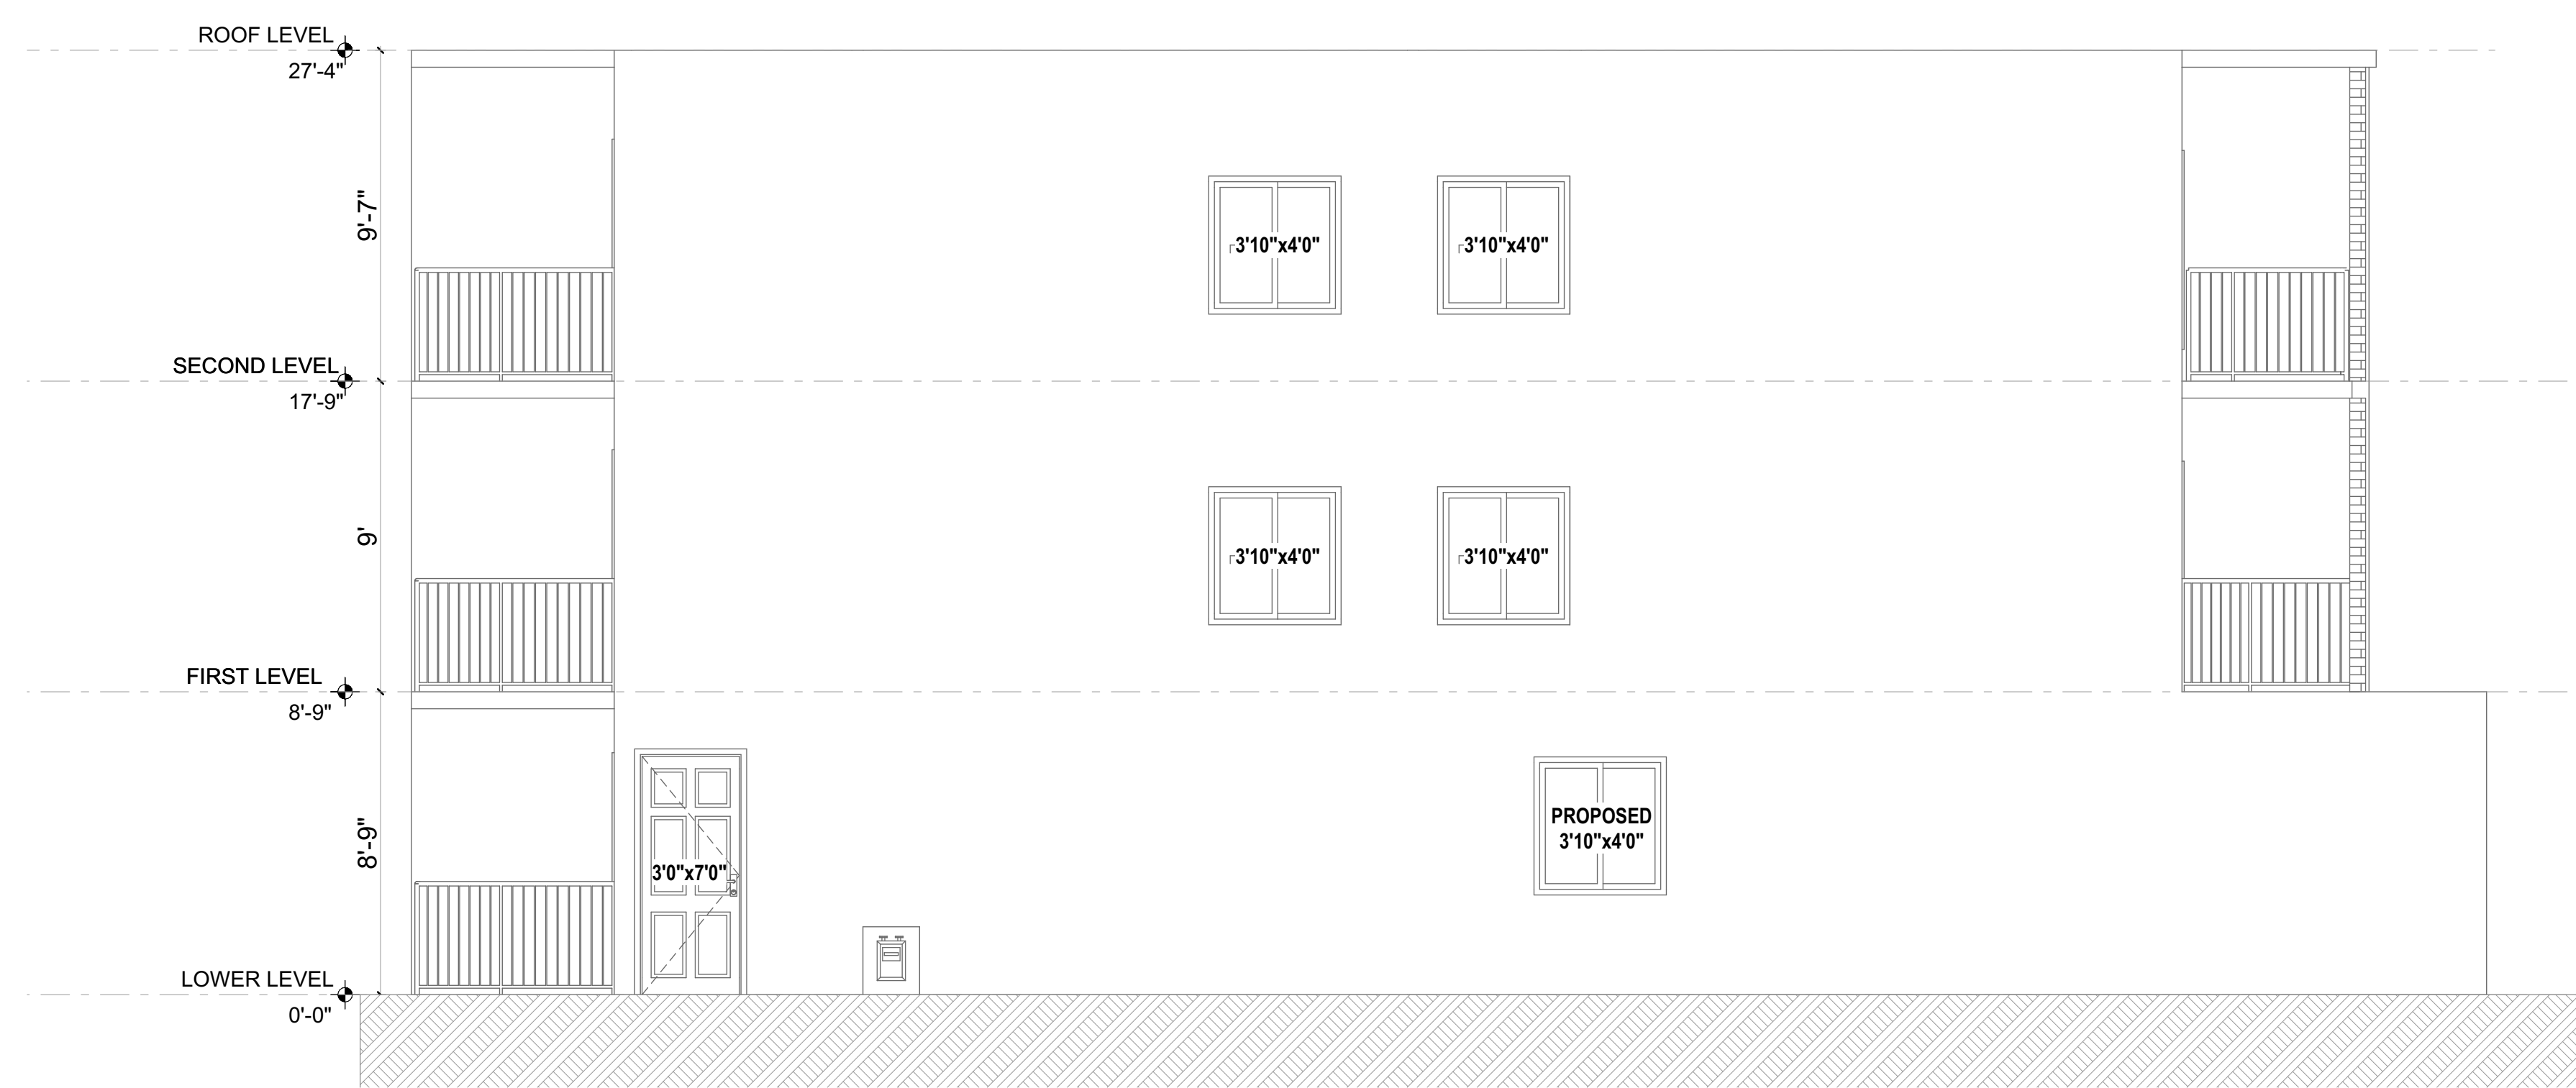 ROOF LEVEL
27'-4"
9'-7"
3'10"x4'0"
3'10"x4'0"
SECOND LEVEL
17'-9"
9'
3'10"x4'0"
3'10"x4'0"
FIRST LEVEL
8'-9"
8'-9"
PROPOSED
3'10"x4'0"
3'0"x7'0"
LOWER LEVEL
0'-0"